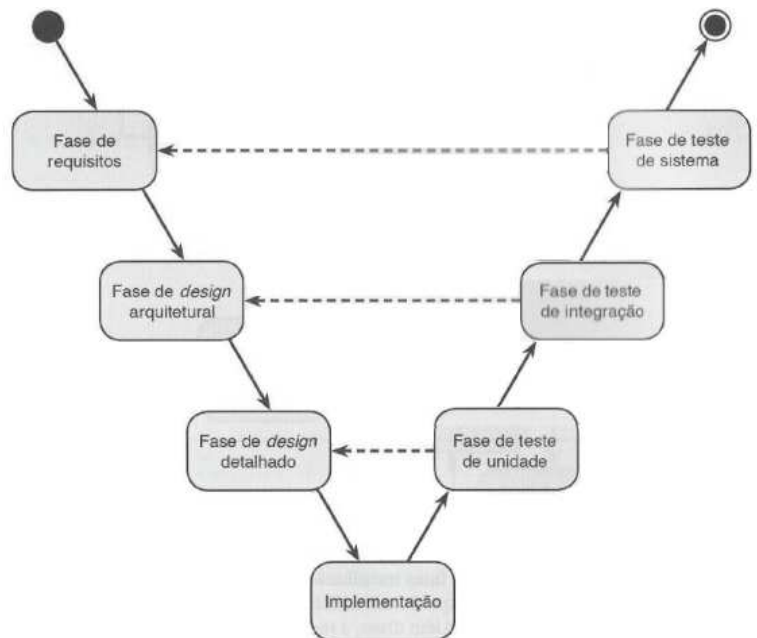 Fase de
requisitos
Fase de teste
de sistema
Fase de design
arquitetural
Fase de teste
de integração
Fase de design
detalhado
Fase de teste
de unidade
Implementação